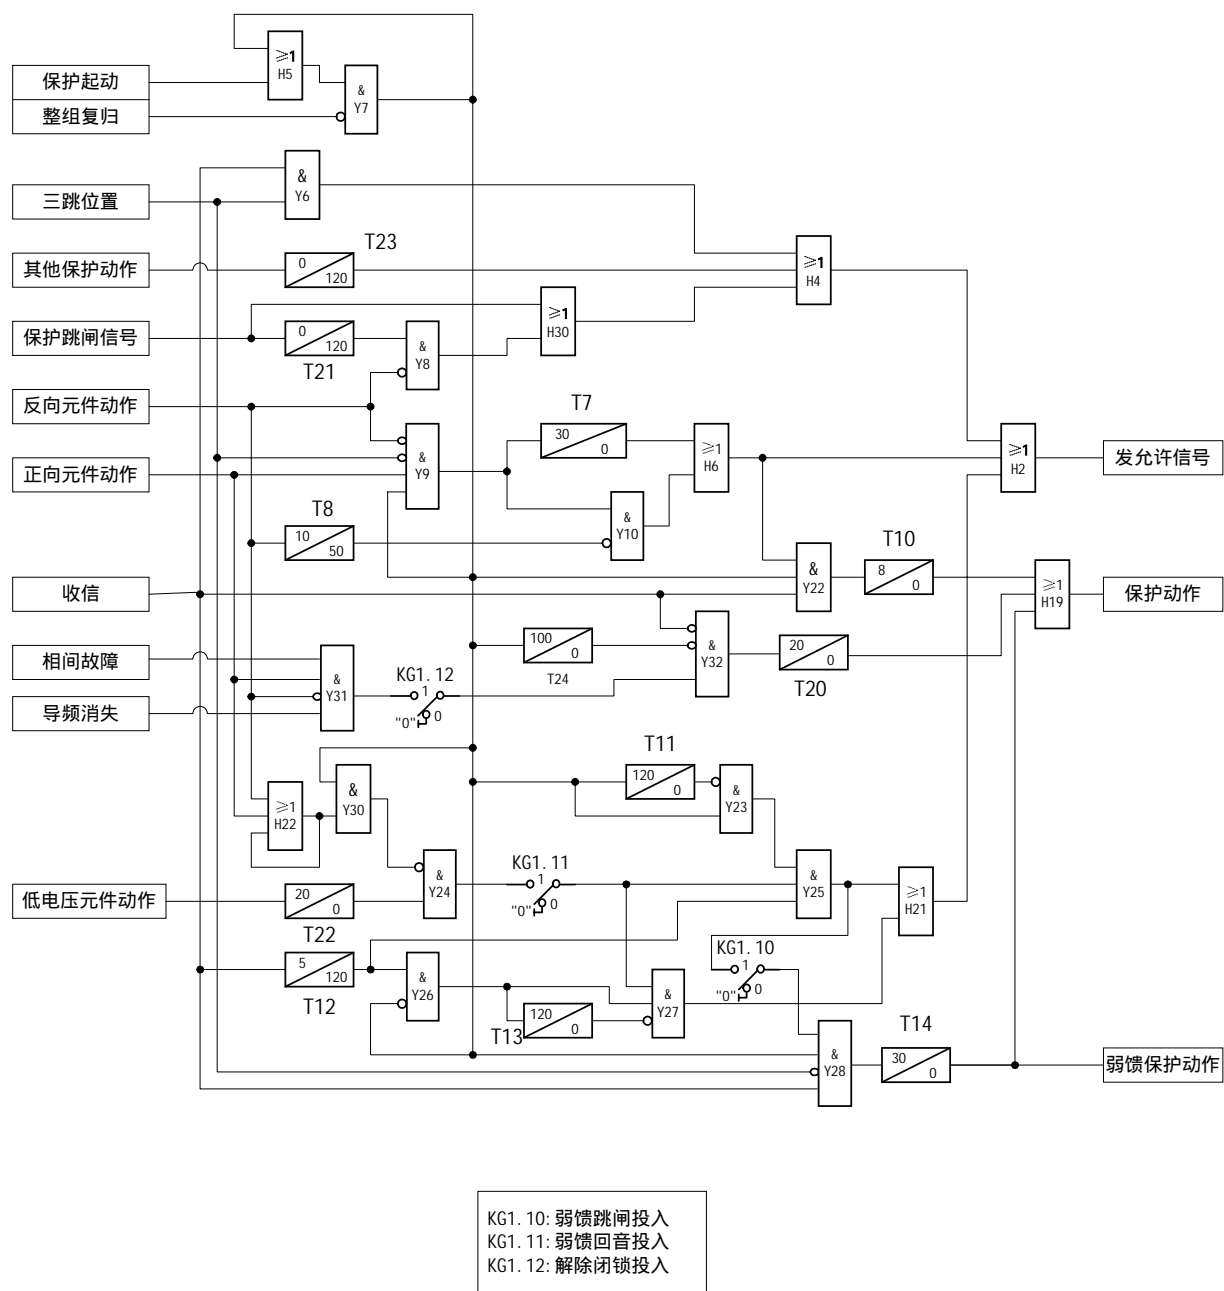 ≥1
H5
保护起动
&
Y7
整组复归
&
Y6
三跳位置
T23
其他保护动作
0
120
≥1
H4
保护跳闸信号
0
120
T21
&
Y8
≥1
H30
反向元件动作
T7
30
0
≥1
H6
&
Y9
正向元件动作
≥1
H2
发允许信号
T8
10
50
&
Y10
T10
8
0
&
Y22
收信
≥1
H19
保护动作
相间故障
100
0
T24
&
Y32
20
0
T20
&
Y31
KG1.12
1
"0"
0
导频消失
T11
120
0
&
Y23
≥1
H22
&
Y30
低电压元件动作
20
0
T22
&
Y24
KG1.11
1
"0"
0
&
Y25
≥1
H21
KG1.10
1
"0"
0
5
120
T12
&
Y26
120
0
T13
&
Y27
&
Y28
T14
30
0
弱馈保护动作
KG1.10:弱馈跳闸投入
KG1.11:弱馈回音投入
KG1.12:解除闭锁投入